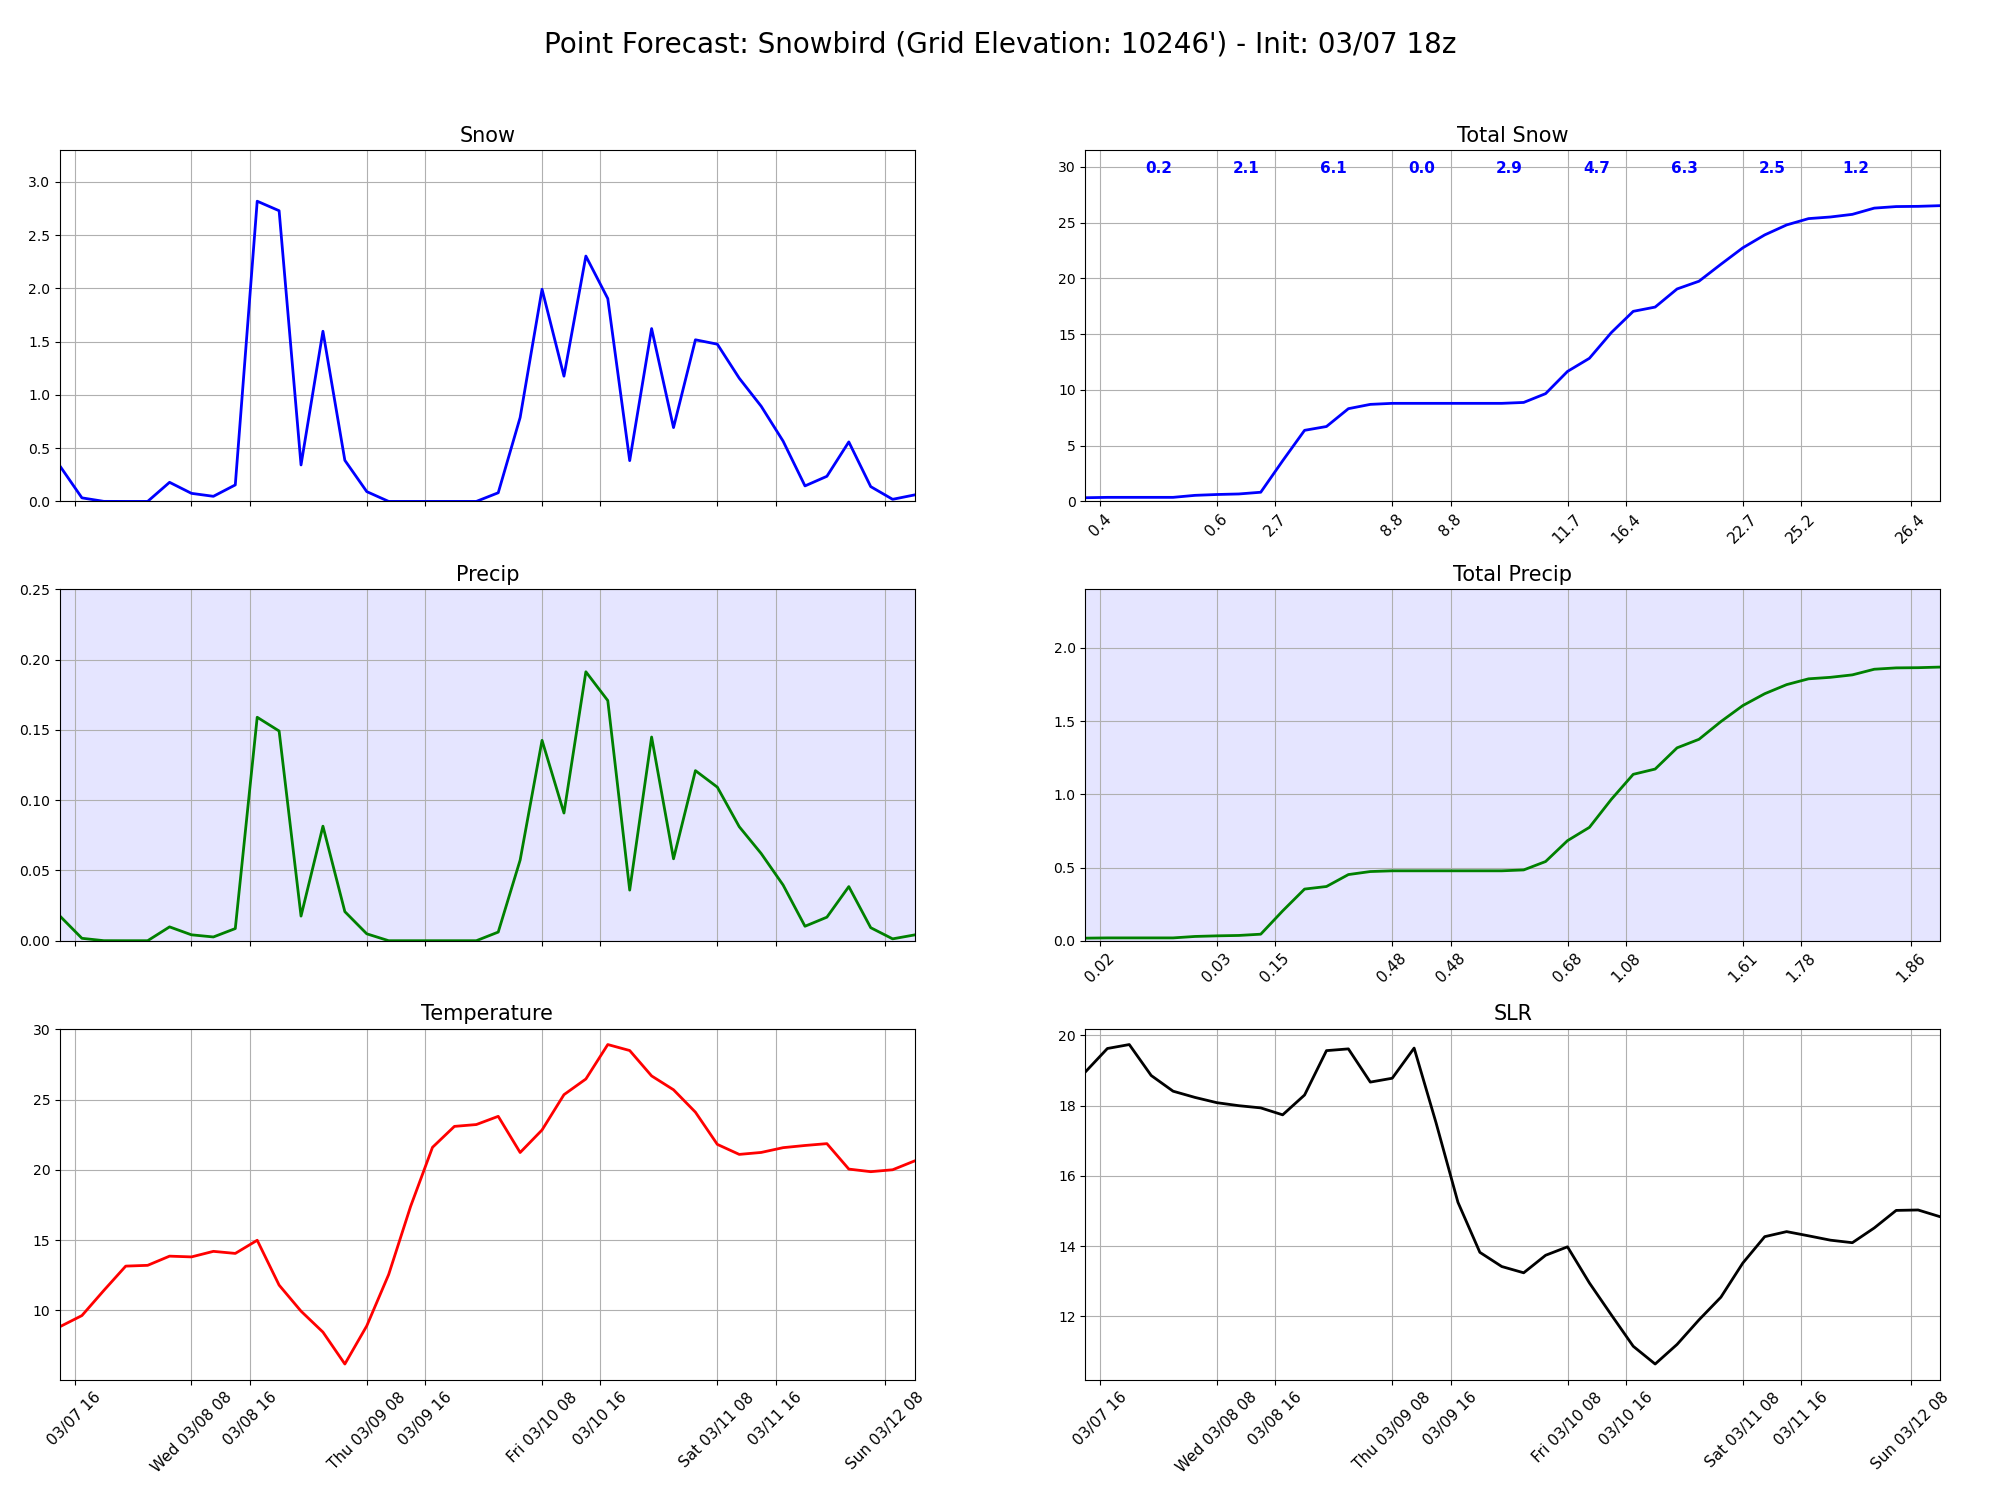 Point Forecast: Snowbird (Grid Elevation: 10246') - Init: 03/07 18z
Snow
3.0
2.5
2.0
1.5
1.0
0.5
0.0
Total Snow
0.2 2.1 6.1 0.0 2.9 4.7 6.3 2.5 1.2
30
25
20
15
10
5
0
0.4 0.6 2.7 8.8 8.8 11.7 16.4 22.7 25.2 26.4
Precip
0.25
0.20
0.15
0.10
0.05
0.00
Total Precip
2.0
1.5
1.0
0.5
0.0
0.02 0.03 0.15 0.48 0.48 0.68 1.08 1.61 1.78 1.86
Temperature
30
25
20
15
10
03/07 16
Wed 03/08 08
03/08 16
Thu 03/09 08
03/09 16
Fri 03/10 08
03/10 16
Sat 03/11 08
03/11 16
Sun 03/12 08
SLR
20
18
16
14
12
03/07 16
Wed 03/08 08
03/08 16
Thu 03/09 08
03/09 16
Fri 03/10 08
03/10 16
Sat 03/11 08
03/11 16
Sun 03/12 08